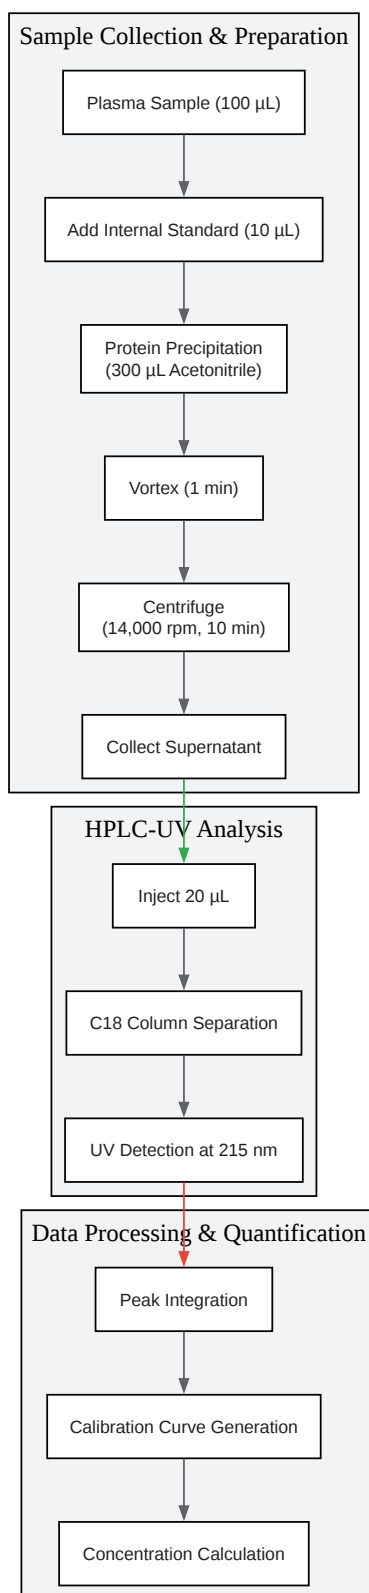 Sample Collection & Preparation
Plasma Sample (100 µL)
Add Internal Standard (10 µL)
Protein Precipitation
(300 µL Acetonitrile)
Vortex (1 min)
Centrifuge
(14,000 rpm, 10 min)
Collect Supernatant
HPLC-UV Analysis
Inject 20 µL
C18 Column Separation
UV Detection at 215 nm
Data Processing & Quantification
Peak Integration
Calibration Curve Generation
Concentration Calculation